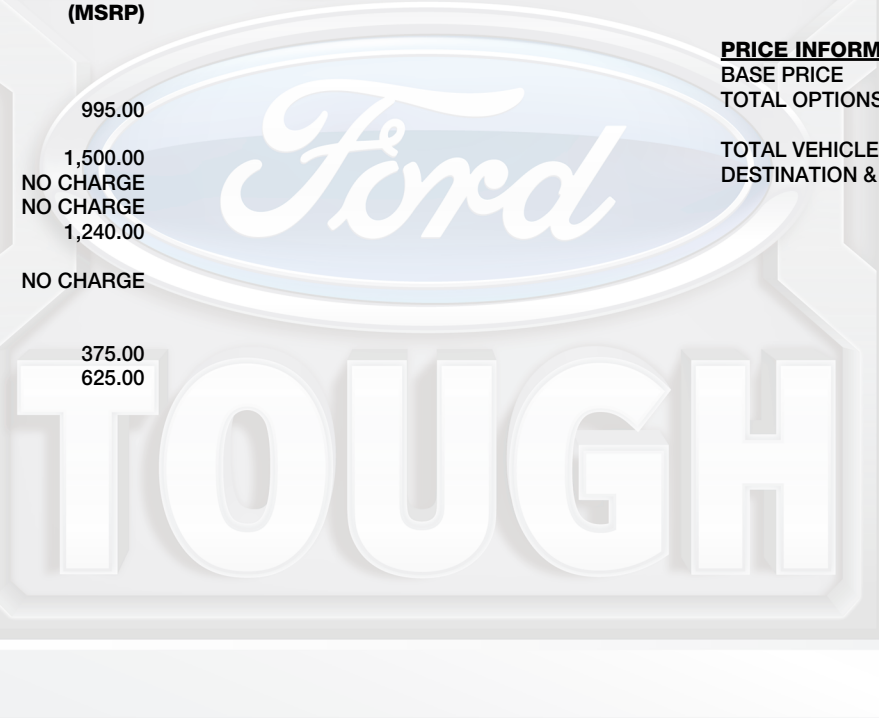 (MSRP)
995.00
1,500.00
NO CHARGE
NO CHARGE
1,240.00
NO CHARGE
375.00
625.00
PRICE INFORM
BASE PRICE
TOTAL OPTIONS
TOTAL VEHICLE
DESTINATION &
Ford
TOUGH